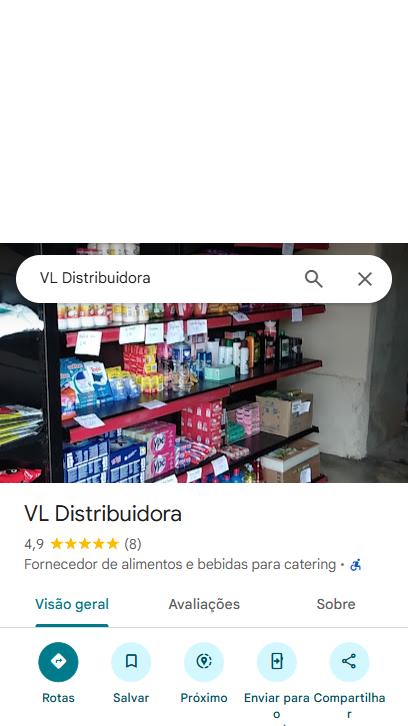 VL Distribuidora
ypê
VL Distribuidora
4,9 (8)
Fornecedor de alimentos e bebidas para catering •
Visão geral
Avaliações
Sobre
Rotas
Salvar
Próximo
Enviar para o
Compartilhar